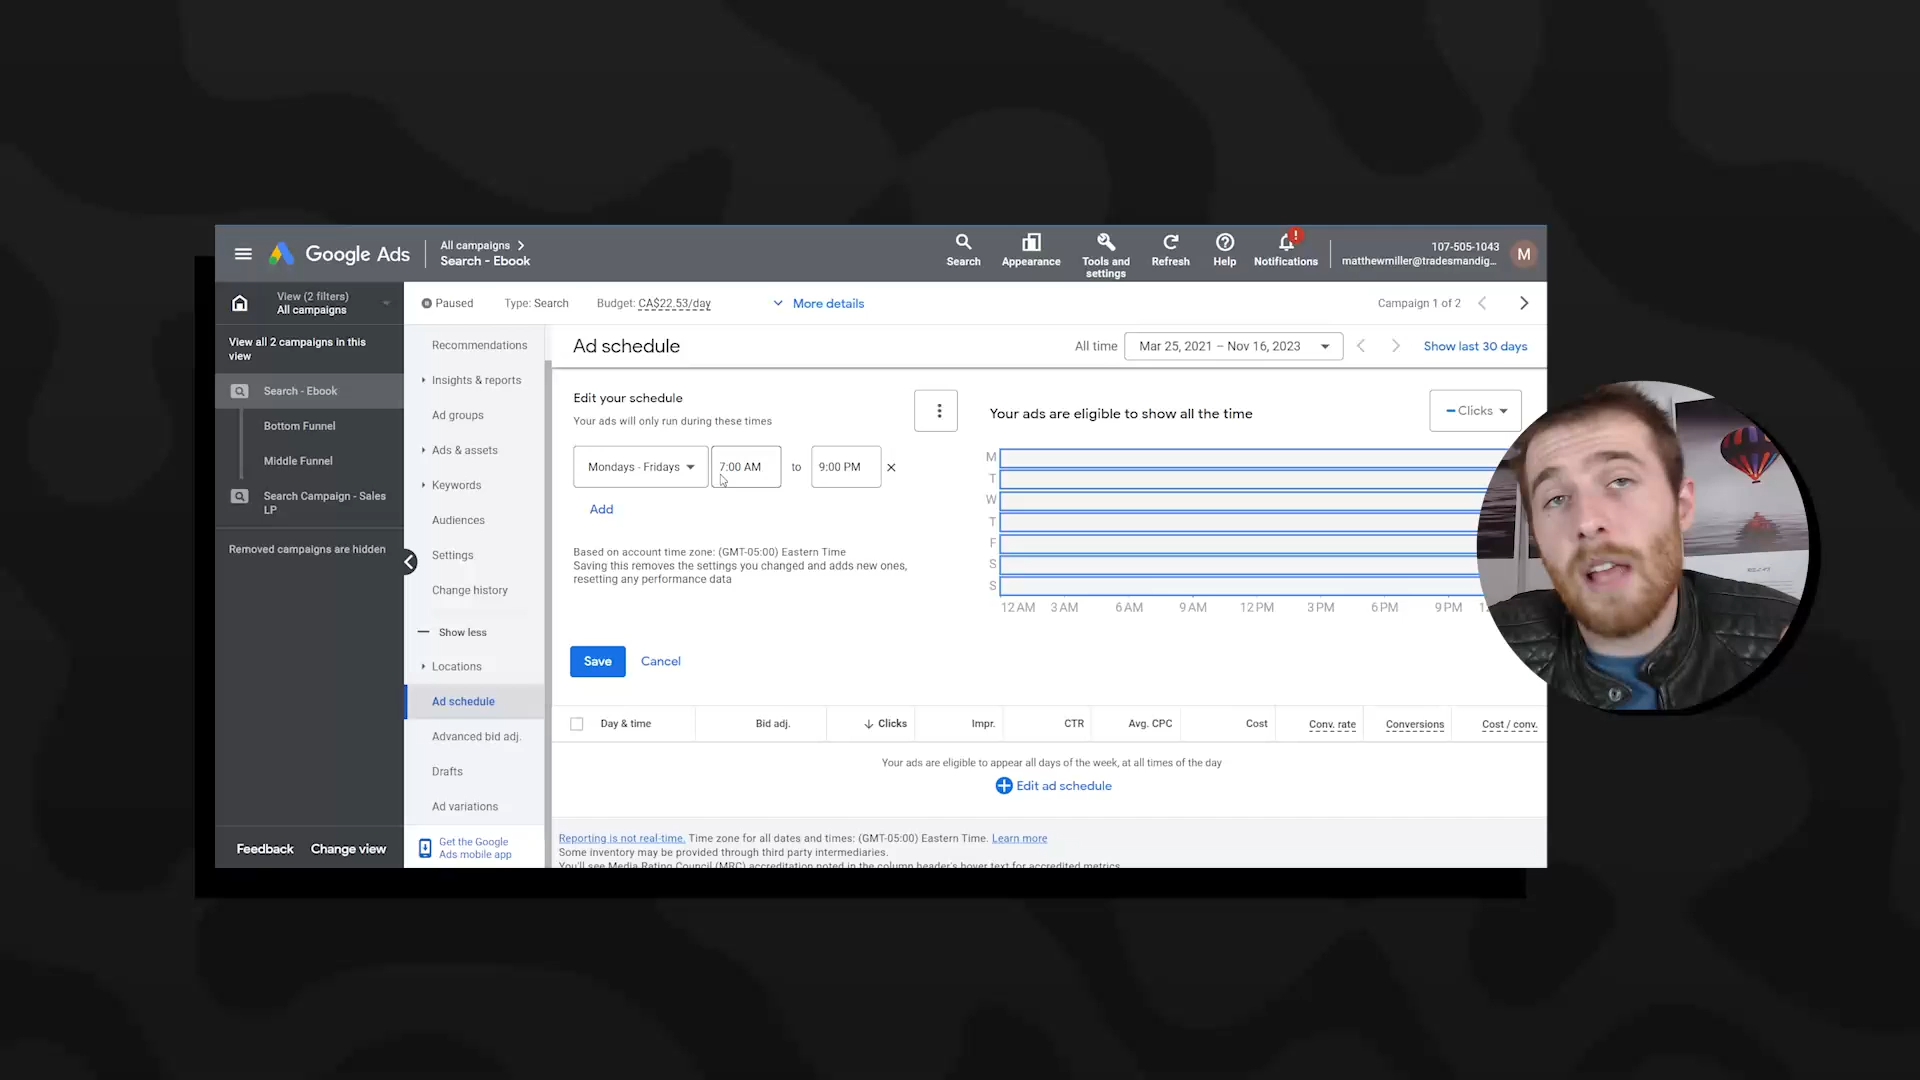 Google Ads
All campaigns
Search - Ebook
Search
Appearance
Tools and
settings
Refresh
Help
Notifications
!
107-505-1043
matthewmiller@tradesmandig...
M
View (2 filters)
All campaigns
Paused
Type: Search
Budget: CA$22.53/day
More details
Campaign 1 of 2
View all 2 campaigns in this
view
Search - Ebook
Bottom Funnel
Middle Funnel
Search Campaign - Sales
LP
Removed campaigns are hidden
Feedback
Change view
Recommendations
Insights & reports
Ad groups
Ads & assets
Keywords
Audiences
Settings
Change history
Show less
Locations
Ad schedule
Advanced bid adj.
Drafts
Ad variations
Get the Google
Ads mobile app
Ad schedule
All time
Mar 25, 2021 – Nov 16, 2023
Show last 30 days
Edit your schedule
Your ads will only run during these times
Mondays - Fridays
7:00 AM
to
9:00 PM
Add
Based on account time zone: (GMT-05:00) Eastern Time
Saving this removes the settings you changed and adds new ones,
resetting any performance data
Save
Cancel
Your ads are eligible to show all the time
Clicks
M
T
W
T
F
S
S
12 AM 3 AM 6 AM 9 AM 12 PM 3 PM 6 PM 9 PM
Day & time
Bid adj.
Clicks
Impr.
CTR
Avg. CPC
Cost
Conv. rate
Conversions
Cost / conv.
Your ads are eligible to appear all days of the week, at all times of the day
Edit ad schedule
Reporting is not real-time. Time zone for all dates and times: (GMT-05:00) Eastern Time. Learn more
Some inventory may be provided through third party intermediaries.
You'll see Media Rating Council (MRC) accreditation noted in the column header's hover text for accredited metrics.